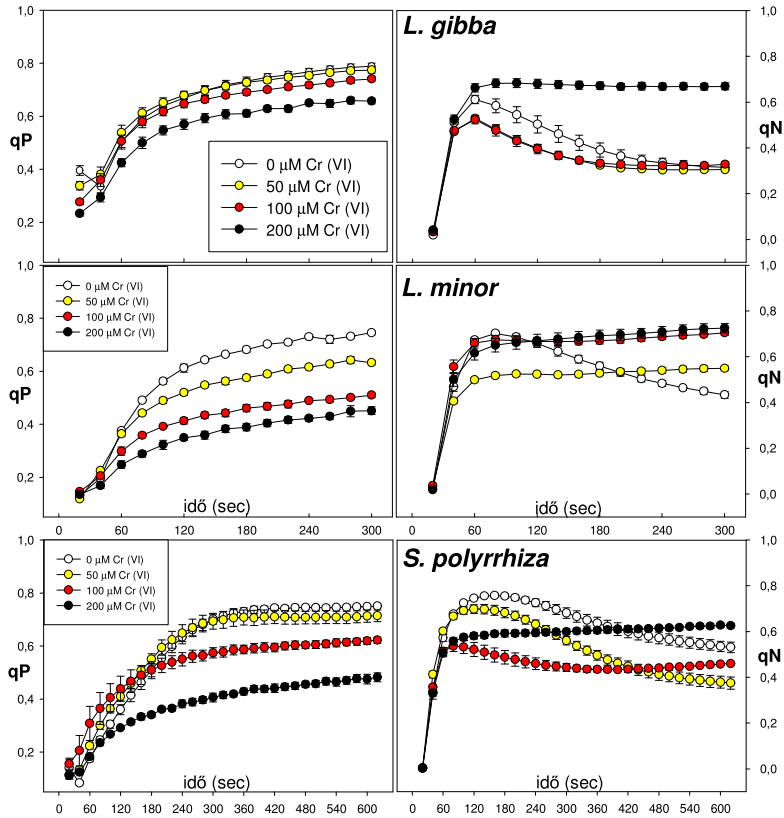 L. gibba
1,0
0,8
0,6
0,4
0,2
qP
0 µM Cr (VI)
50 µM Cr (VI)
100 µM Cr (VI)
200 µM Cr (VI)
1,0
0,8
0,6
0,4
0,2
0,0
qN
L. minor
1,0
0,8
0,6
0,4
0,2
qP
0 µM Cr (VI)
50 µM Cr (VI)
100 µM Cr (VI)
200 µM Cr (VI)
idő (sec)
0 60 120 180 240 300
1,0
0,8
0,6
0,4
0,2
0,0
qN
idő (sec)
0 60 120 180 240 300
S. polyrrhiza
1,0
0,8
0,6
0,4
0,2
qP
0 µM Cr (VI)
50 µM Cr (VI)
100 µM Cr (VI)
200 µM Cr (VI)
idő (sec)
0 60 120 180 240 300 360 420 480 540 600
1,0
0,8
0,6
0,4
0,2
0,0
qN
idő (sec)
0 60 120 180 240 300 360 420 480 540 600